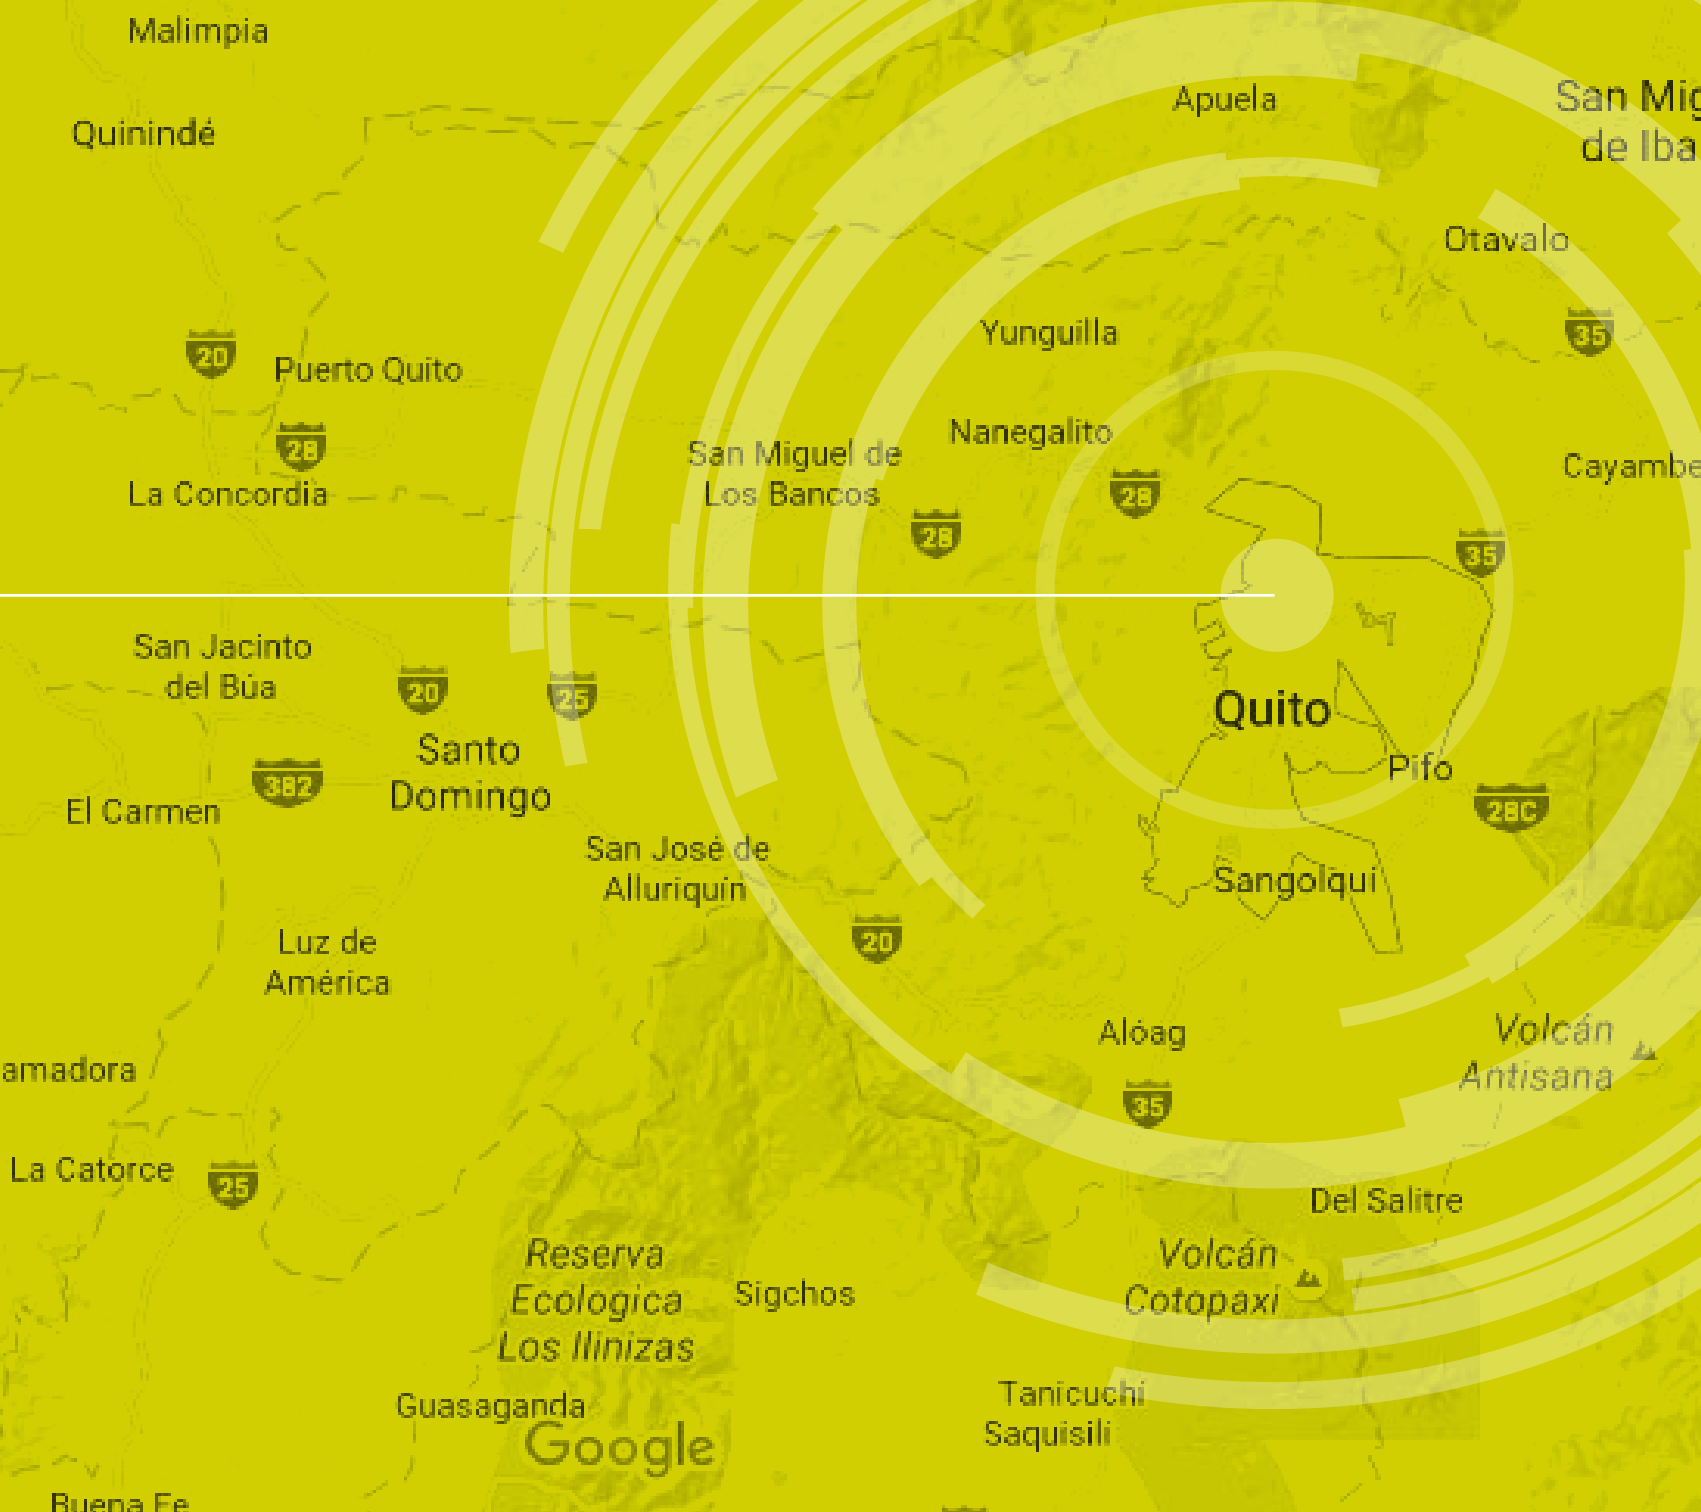 Malimpia
Apuela
San Mig
de Iba
Quinindé
Otavalo
Yunguilla
35
20
Puerto Quito
28
Nanegalito
San Miguel de
Los Bancos
Cayambe
La Concordia
28
28
35
San Jacinto
del Búa
20
25
Quito
Santo
Domingo
382
Pifo
El Carmen
28C
San José de
Alluriquín
Sangolquí
Luz de
América
20
Alóag
Volcán
Antisana
amadora
35
La Catorce
25
Del Salitre
Reserva
Ecologica
Los Ilinizas
Sigchos
Volcán
Cotopaxi
Guasaganda
Tanicuchi
Saquisili
Google
Buena Fe